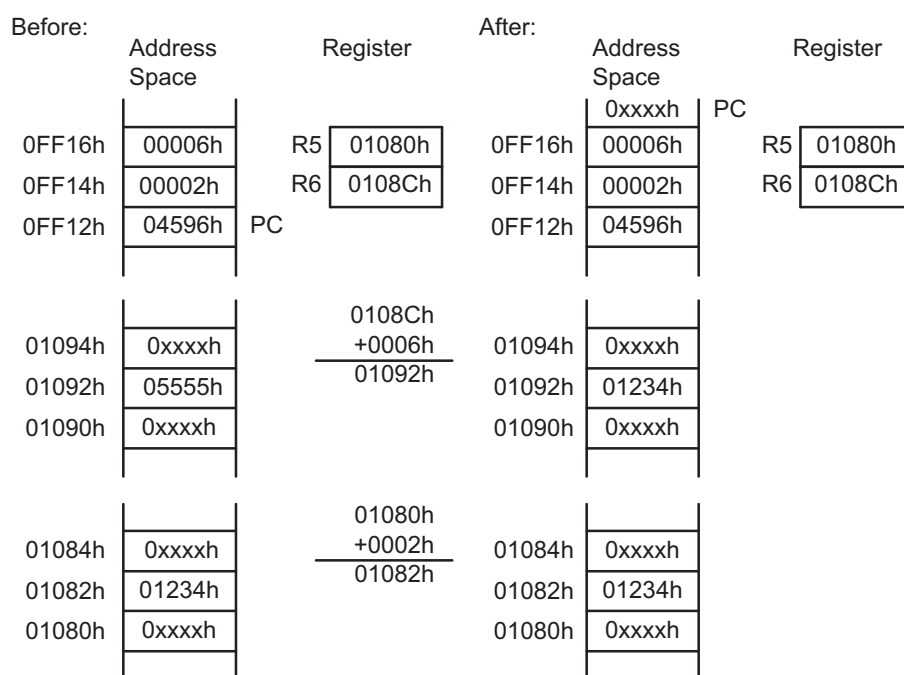 Before:
Address Space
Register
0FF16h 00006h R5 01080h
0FF14h 00002h R6 0108Ch
0FF12h 04596h PC
01094h 0xxxxh
01092h 05555h
01090h 0xxxxh
0108Ch
+0006h
01092h
01084h 0xxxxh
01082h 01234h
01080h 0xxxxh
01080h
+0002h
01082h
After:
Address Space
Register
0xxxxh PC
0FF16h 00006h R5 01080h
0FF14h 00002h R6 0108Ch
0FF12h 04596h
01094h 0xxxxh
01092h 01234h
01090h 0xxxxh
01084h 0xxxxh
01082h 01234h
01080h 0xxxxh